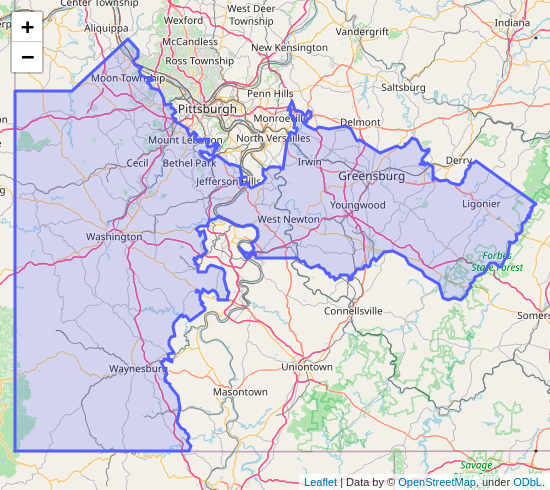 Center Township
West Deer
Township
Indiana
+
Aliquippa
Wexford
Vandergrift
McCandless
New Kensington
−
Ross Township
Moon Township
Penn Hills
Saltsburg
Pittsburgh
Monroeville
Delmont
Mount Lebanon
North Versailles
Cecil
Bethel Park
Irwin
Derry
Jefferson Hills
Greensburg
Youngwood
Ligonier
West Newton
Washington
Forbes
State Forest
Connellsville
Somers
Waynesburg
Uniontown
Masontown
Savage
Leaflet | Data by © OpenStreetMap, under ODbL.